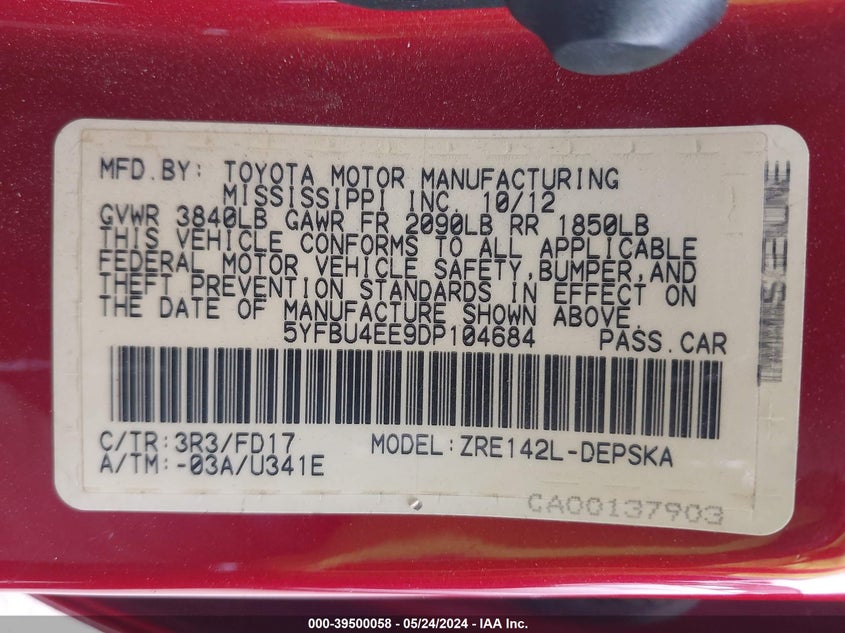 MFD.BY: TOYOTA MOTOR MANUFACTURING
MISSISSIPPI INC. 10/12
GVWR 3840LB GAWR FR 2090LB RR 1850LB
THIS VEHICLE CONFORMS TO ALL APPLICABLE
FEDERAL MOTOR VEHICLE SAFETY,BUMPER,AND
THEFT PREVENTION STANDARDS IN EFFECT ON
THE DATE OF MANUFACTURE SHOWN ABOVE.
5YFBU4EE9DP104684 PASS.CAR
C/TR:3R3/FD17 MODEL:ZRE142L-DEPSKA
A/TM:-03A/U341E
CA00137903
000-39500058 - 05/24/2024 - IAA Inc.